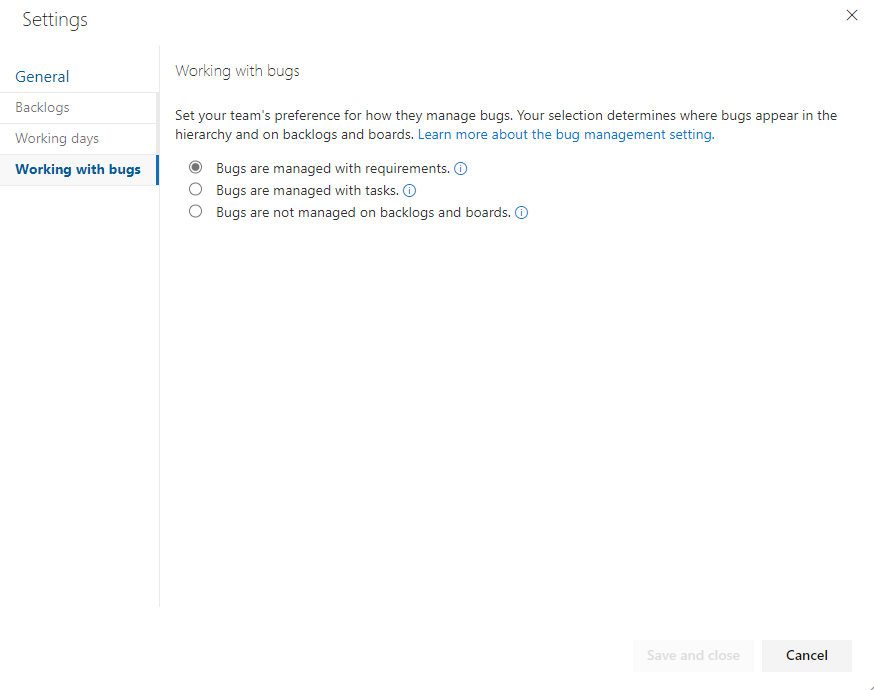 Settings
General
Backlogs
Working days
Working with bugs
Working with bugs
Set your team's preference for how they manage bugs. Your selection determines where bugs appear in the
hierarchy and on backlogs and boards. Learn more about the bug management setting.
Bugs are managed with requirements.
Bugs are managed with tasks.
Bugs are not managed on backlogs and boards.
Save and close
Cancel